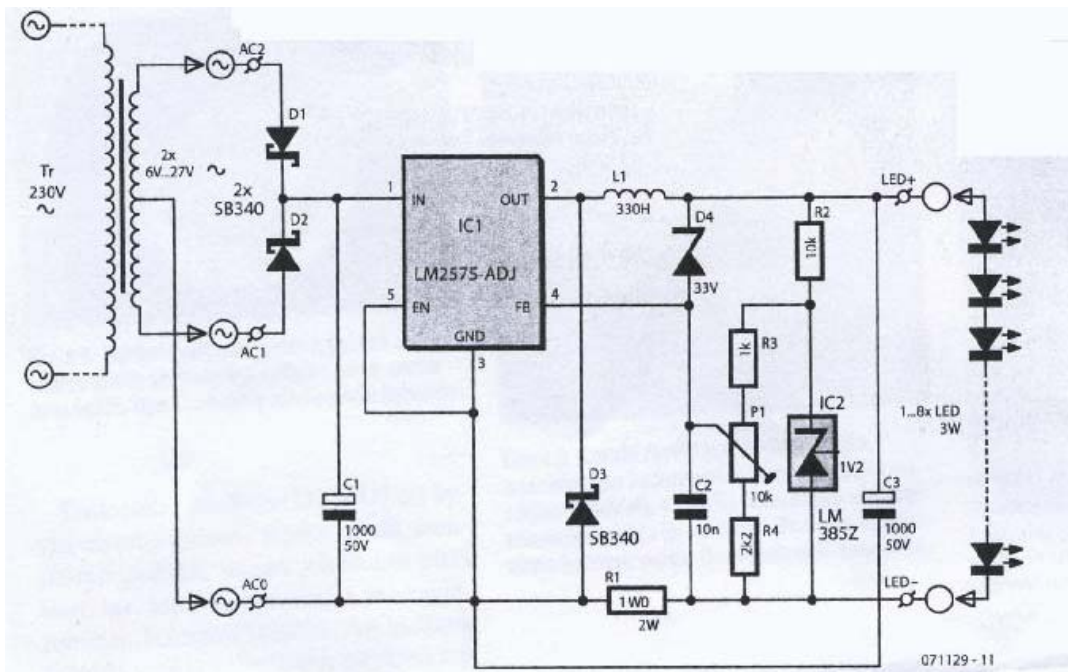 AC2
D1
Tr
230V
2x
6V...27V
2x
SB340
D2
AC1
AC0
C1
1000
50V
1
IN
OUT
2
IC1
LM2575-ADJ
5
EN
FB
4
GND
3
L1
330H
D4
33V
R2
10k
LED+
R3
1k
P1
10k
IC2
1V2
LM
385Z
C2
10n
R4
2k2
C3
1000
50V
D3
SB340
R1
1W0
2W
1...8x LED
3W
LED-
071129 - 11